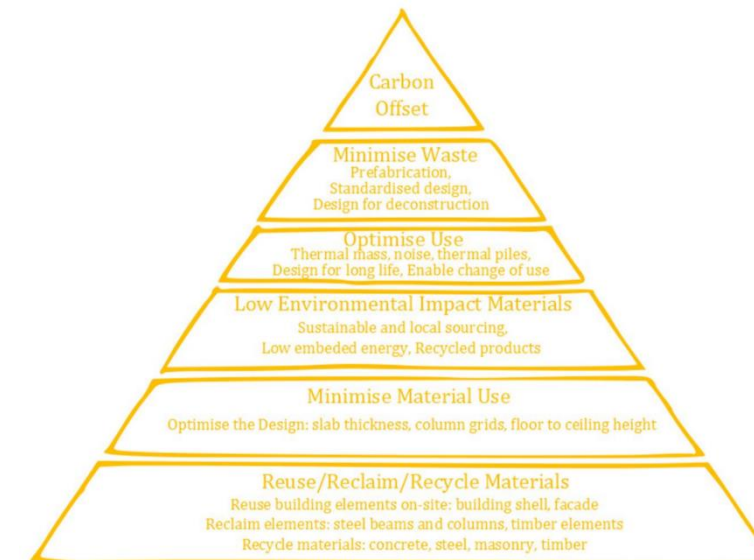 Carbon
Offset
Minimise Waste
Prefabrication,
Standardised design,
Design for deconstruction
Optimise Use
Thermal mass, noise, thermal piles,
Design for long life, Enable change of use
Low Environmental Impact Materials
Sustainable and local sourcing,
Low embeded energy, Recycled products
Minimise Material Use
Optimise the Design: slab thickness, column grids, floor to ceiling height
Reuse/Reclaim/Recycle Materials
Reuse building elements on-site: building shell, facade
Reclaim elements: steel beams and columns, timber elements
Recycle materials: concrete, steel, masonry, timber